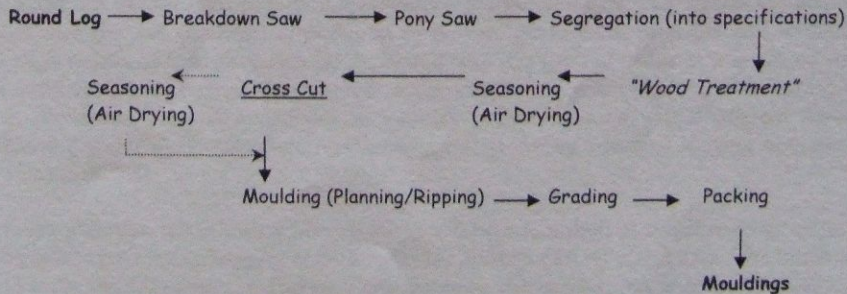 Round Log Breakdown Saw Pony Saw Segregation (into specifications)
Seasoning (Air Drying) Cross Cut Seasoning (Air Drying) "Wood Treatment"
Moulding (Planning/Ripping) Grading Packing
Mouldings